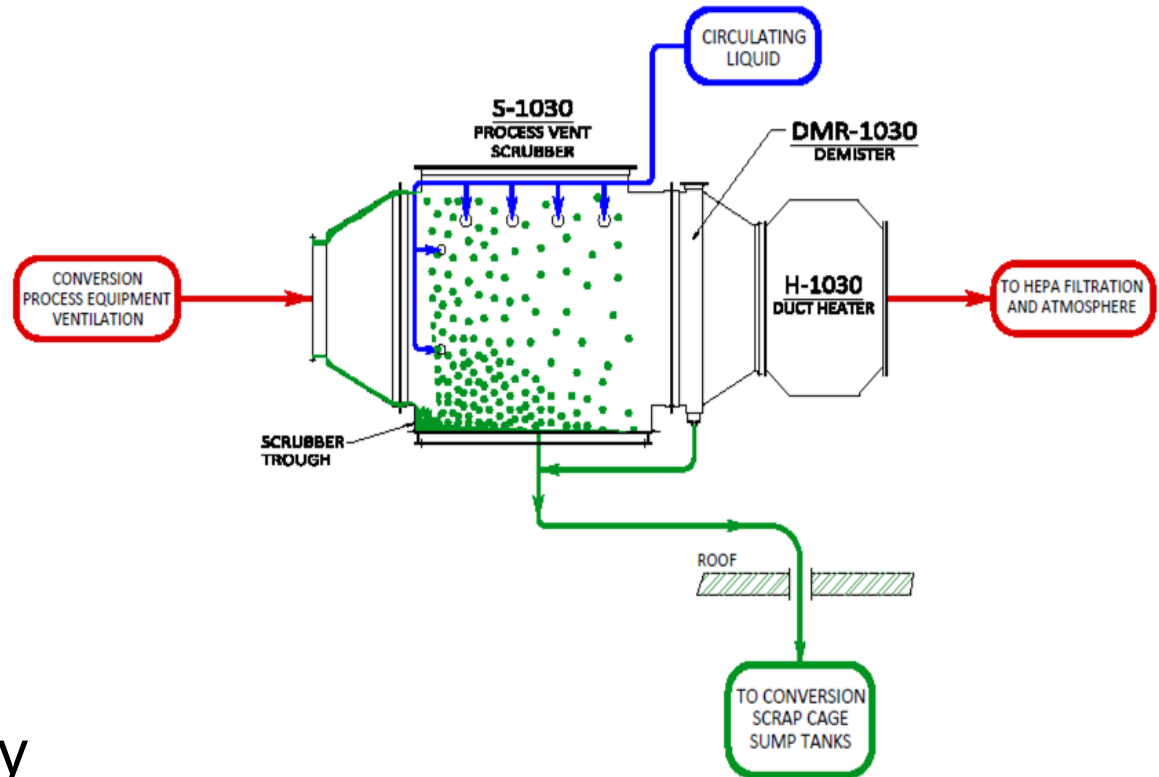 CIRCULATING
LIQUID
S-1030
PROCESS VENT
SCRUBBER
DMR-1030
DEMISTER
CONVERSION
PROCESS EQUIPMENT
VENTILATION
H-1030
DUCT HEATER
TO HEPA FILTRATION
AND ATMOSPHERE
SCRUBBER
TROUGH
ROOF
TO CONVERSION
SCRAP CAGE
SUMP TANKS
y